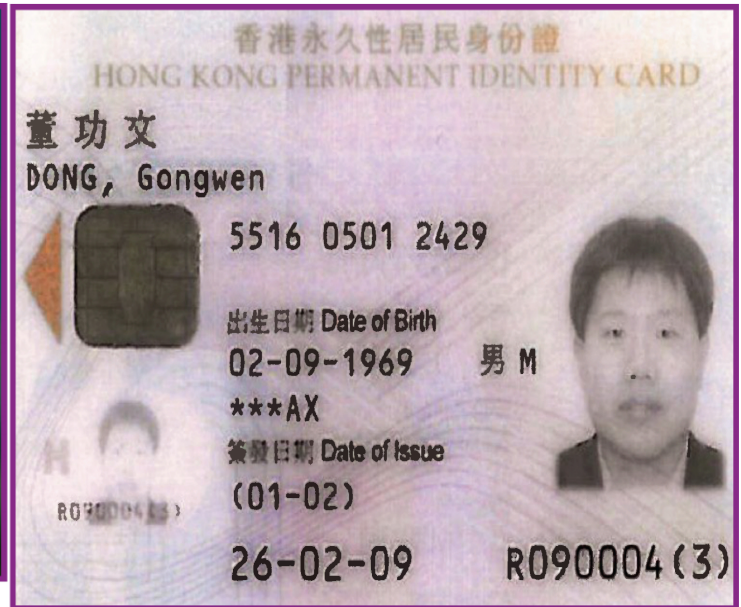 香港永久性居民身份證
HONG KONG PERMANENT IDENTITY CARD
董功文
DONG, Gongwen
5516 0501 2429
出生日期 Date of Birth
02-09-1969 男 M
***AX
簽發日期 Date of Issue
(01-02)
26-02-09 R090004(3)
H
R090004(3)